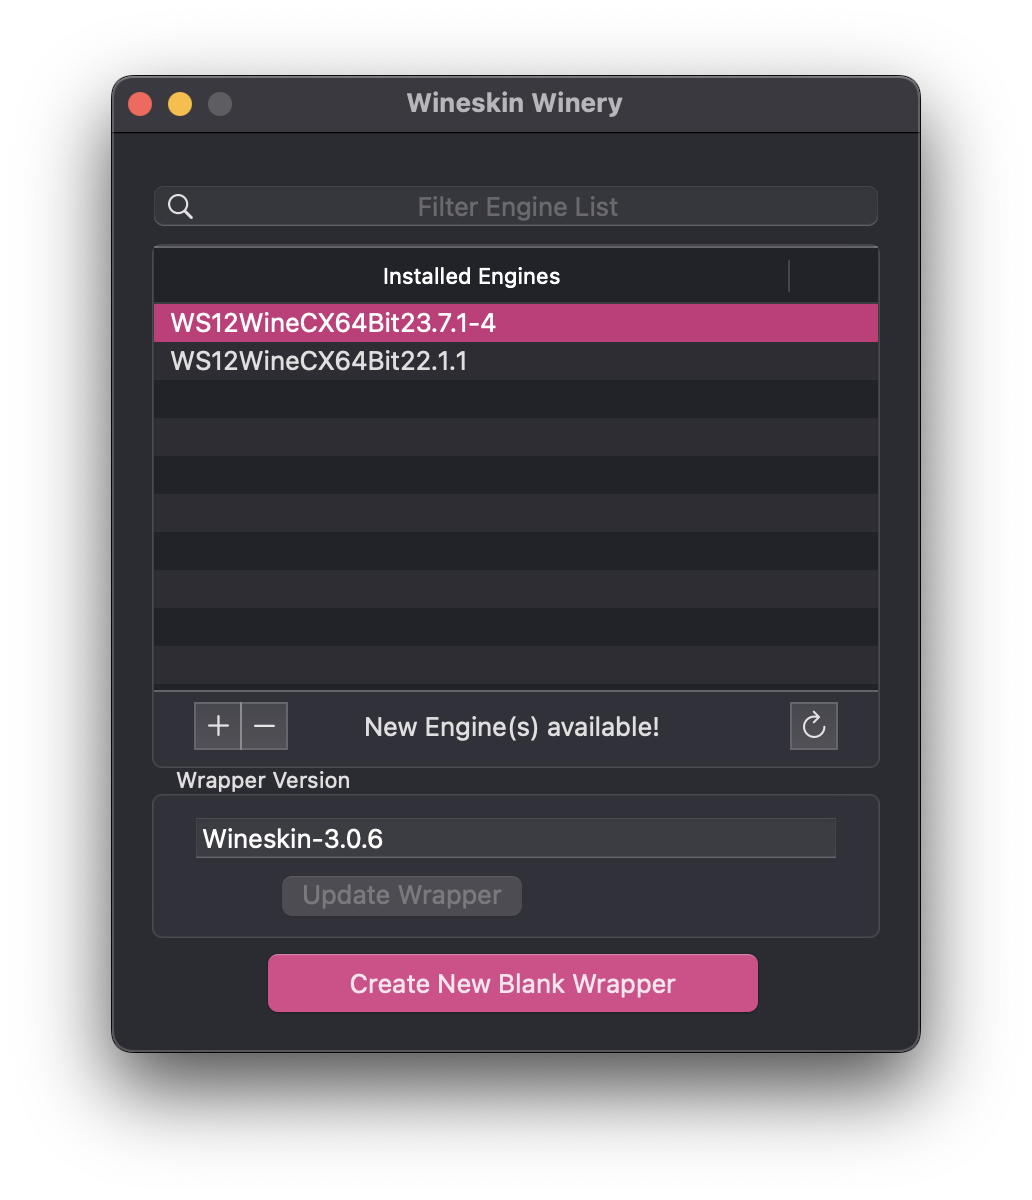 Wineskin Winery
Filter Engine List
Installed Engines
WS12WineCX64Bit23.7.1-4
WS12WineCX64Bit22.1.1
New Engine(s) available!
Wrapper Version
Wineskin-3.0.6
Update Wrapper
Create New Blank Wrapper